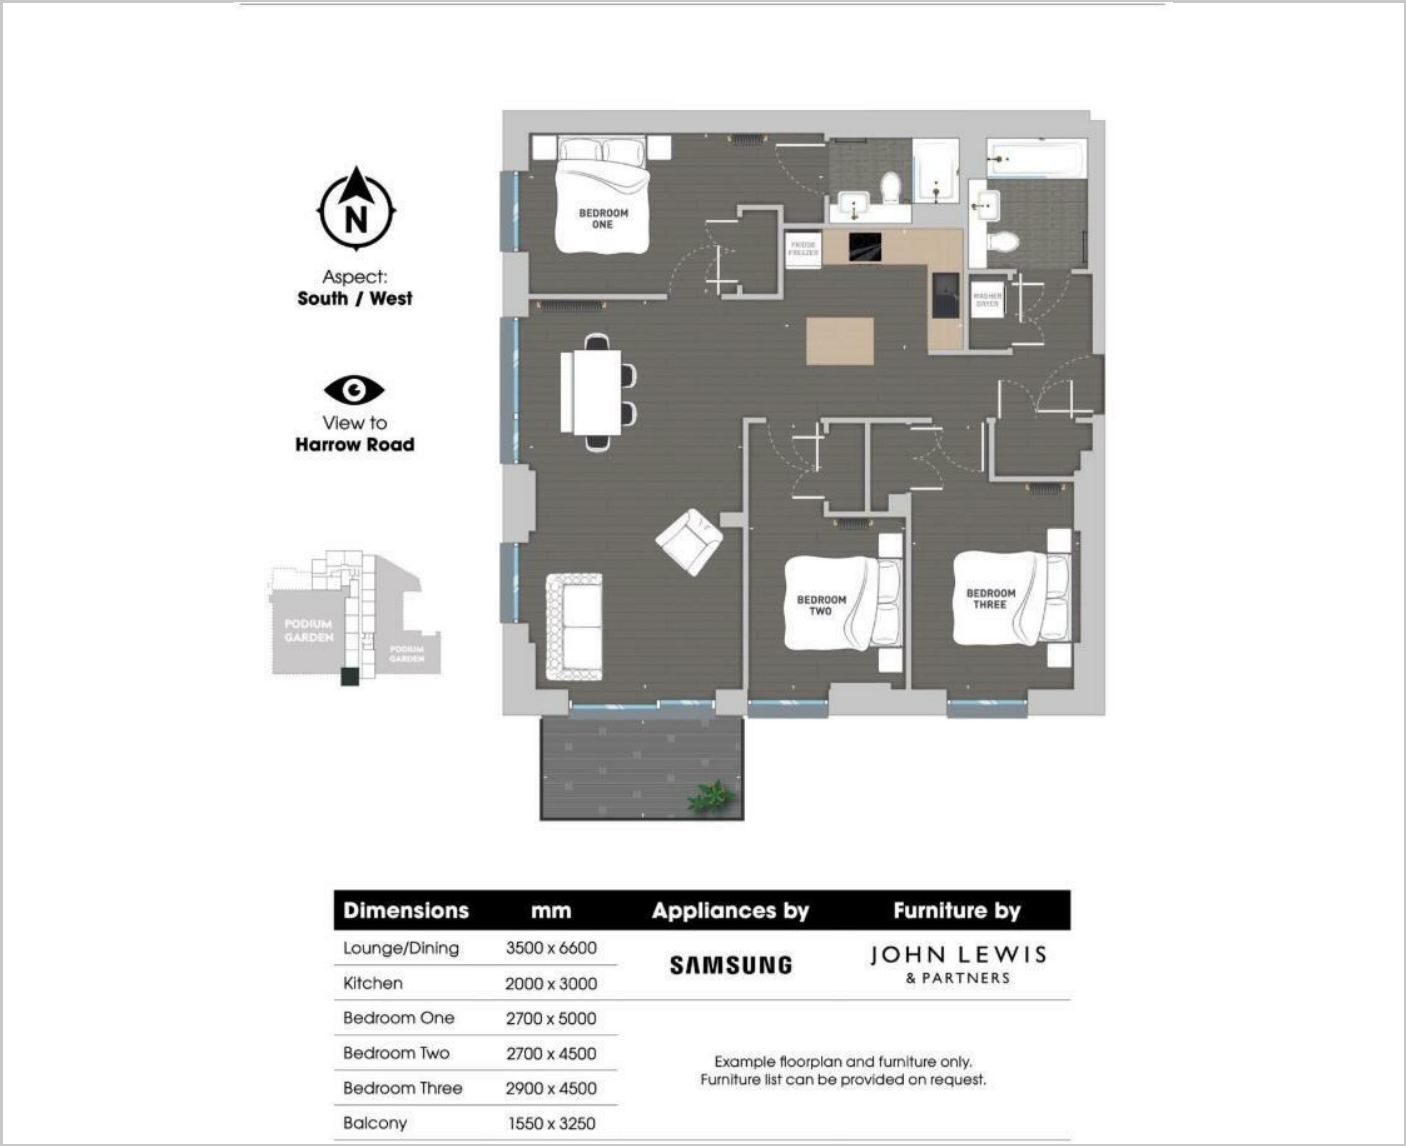 N
Aspect:
South / West
View to
Harrow Road
PODIUM
GARDEN
PODIUM
GARDEN
BEDROOM
ONE
FRIDGE
FREEZER
WASHER
DRYER
BEDROOM
TWO
BEDROOM
THREE
Dimensions mm Appliances by Furniture by
Lounge/Dining 3500 x 6600
Kitchen 2000 x 3000
Bedroom One 2700 x 5000
Bedroom Two 2700 x 4500
Bedroom Three 2900 x 4500
Balcony 1550 x 3250
SAMSUNG
JOHN LEWIS
& PARTNERS
Example floorplan and furniture only.
Furniture list can be provided on request.